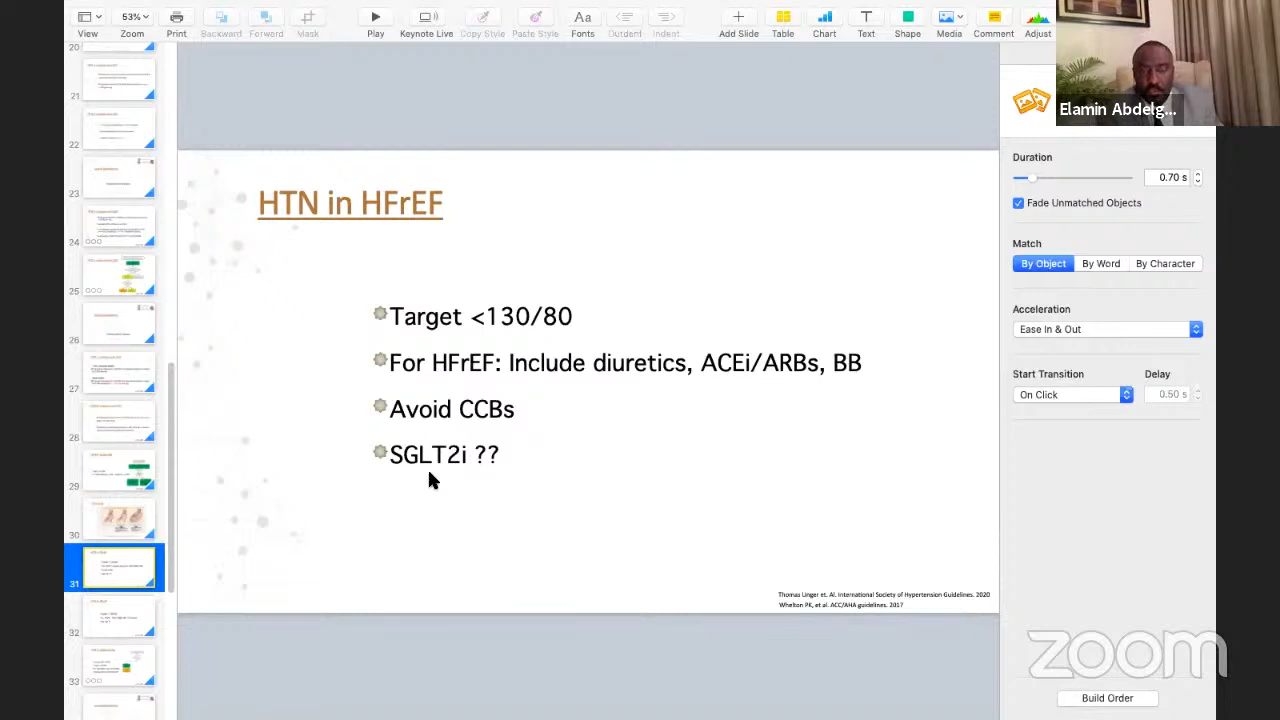 53%
View
Zoom
Print
Backward
Forward
Mask
Play
Keynote Live
Copy Style
Paste Style
Fonts
Outdent
Indent
Add Slide
Table
Chart
Text
Shape
Media
Comment
Adjust
Elamin Abdelg...
20
21
22
23
24
25
26
27
28
29
30
31
32
33
HTN in HFrEF
Target <130/80
For HFrEF: Include diuretics, ACEi/ARBs, BB
Avoid CCBs
SGLT2i ??
Thomas Unger et. Al. International Society of Hypertension Guidelines. 2020
Whelton PK, et al. ACC/AHA guidelines. 2017
Duration
0.70 s
Fade Unmatched Objects
Match
By Object
By Word
By Character
Acceleration
Ease In & Out
Start Transition
Delay
On Click
0.50 s
zoom
Build Order